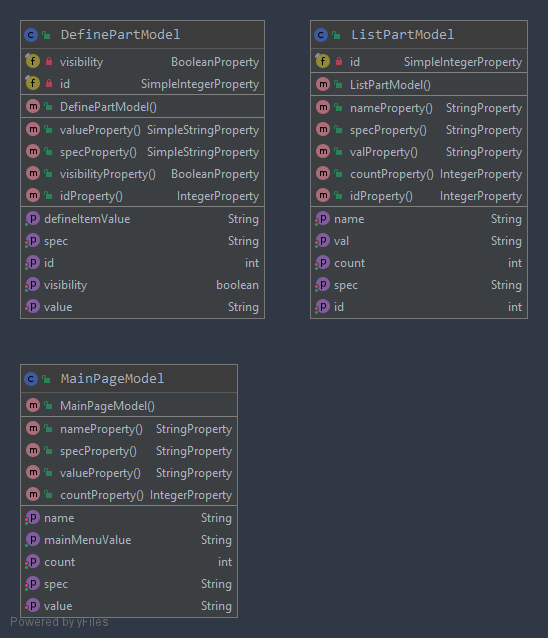 DefinePartModel
visibility BooleanProperty
id SimpleIntegerProperty
DefinePartModel()
valueProperty() SimpleStringProperty
specProperty() SimpleStringProperty
visibilityProperty() BooleanProperty
idProperty() IntegerProperty
defineItemValue String
spec String
id int
visibility boolean
value String
ListPartModel
id SimpleIntegerProperty
ListPartModel()
nameProperty() StringProperty
specProperty() StringProperty
valProperty() StringProperty
countProperty() IntegerProperty
idProperty() IntegerProperty
name String
val String
count int
spec String
id int
MainPageModel
MainPageModel()
nameProperty() StringProperty
specProperty() StringProperty
valueProperty() StringProperty
countProperty() IntegerProperty
name String
mainMenuValue String
count int
spec String
value String
Powered by yFiles